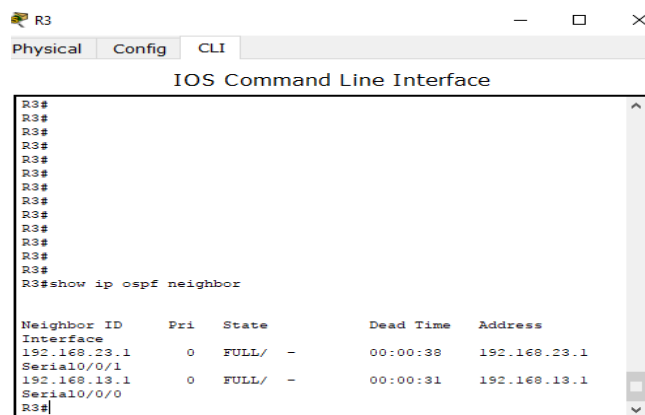 R3
Physical Config CLI
IOS Command Line Interface
R3#
R3#
R3#
R3#
R3#
R3#
R3#
R3#
R3#
R3#
R3#
R3#
R3#
R3#show ip ospf neighbor
Neighbor ID Pri State Dead Time Address
Interface
192.168.23.1 0 FULL/ - 00:00:38 192.168.23.1
Serial0/0/1
192.168.13.1 0 FULL/ - 00:00:31 192.168.13.1
Serial0/0/0
R3#